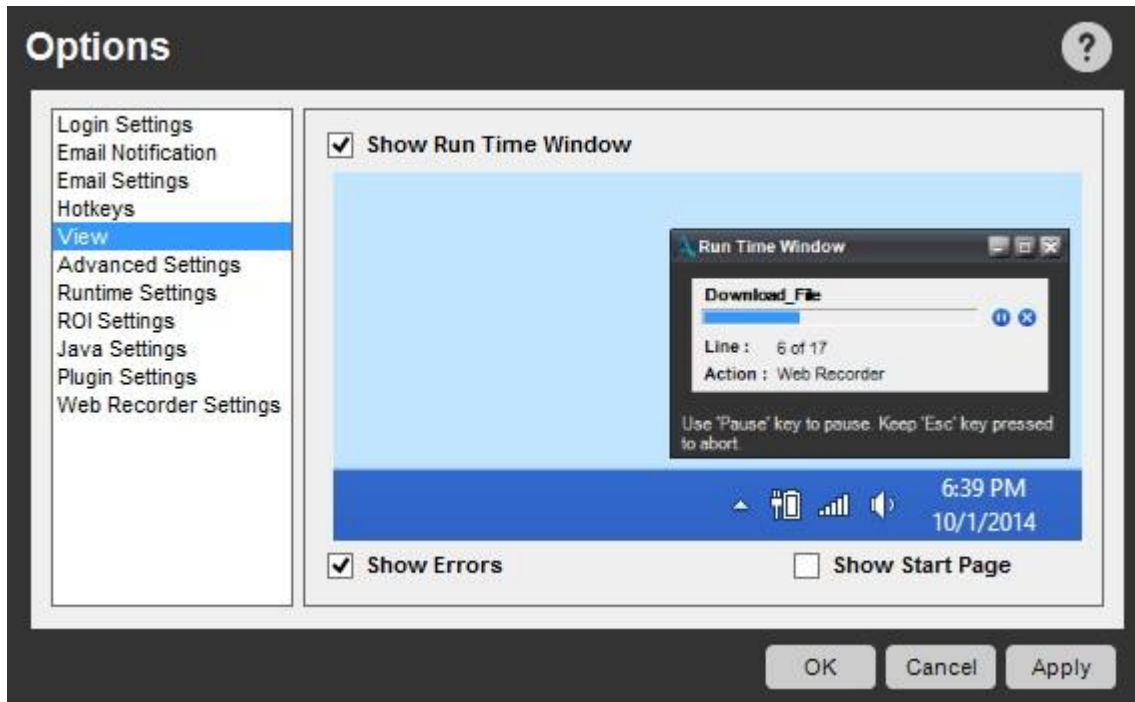 Options
?
Login Settings
Email Notification
Email Settings
Hotkeys
View
Advanced Settings
Runtime Settings
ROI Settings
Java Settings
Plugin Settings
Web Recorder Settings
Show Run Time Window
Run Time Window
Download_File
Line : 6 of 17
Action : Web Recorder
Use 'Pause' key to pause. Keep 'Esc' key pressed
to abort.
6:39 PM
10/1/2014
Show Errors
Show Start Page
OK
Cancel
Apply